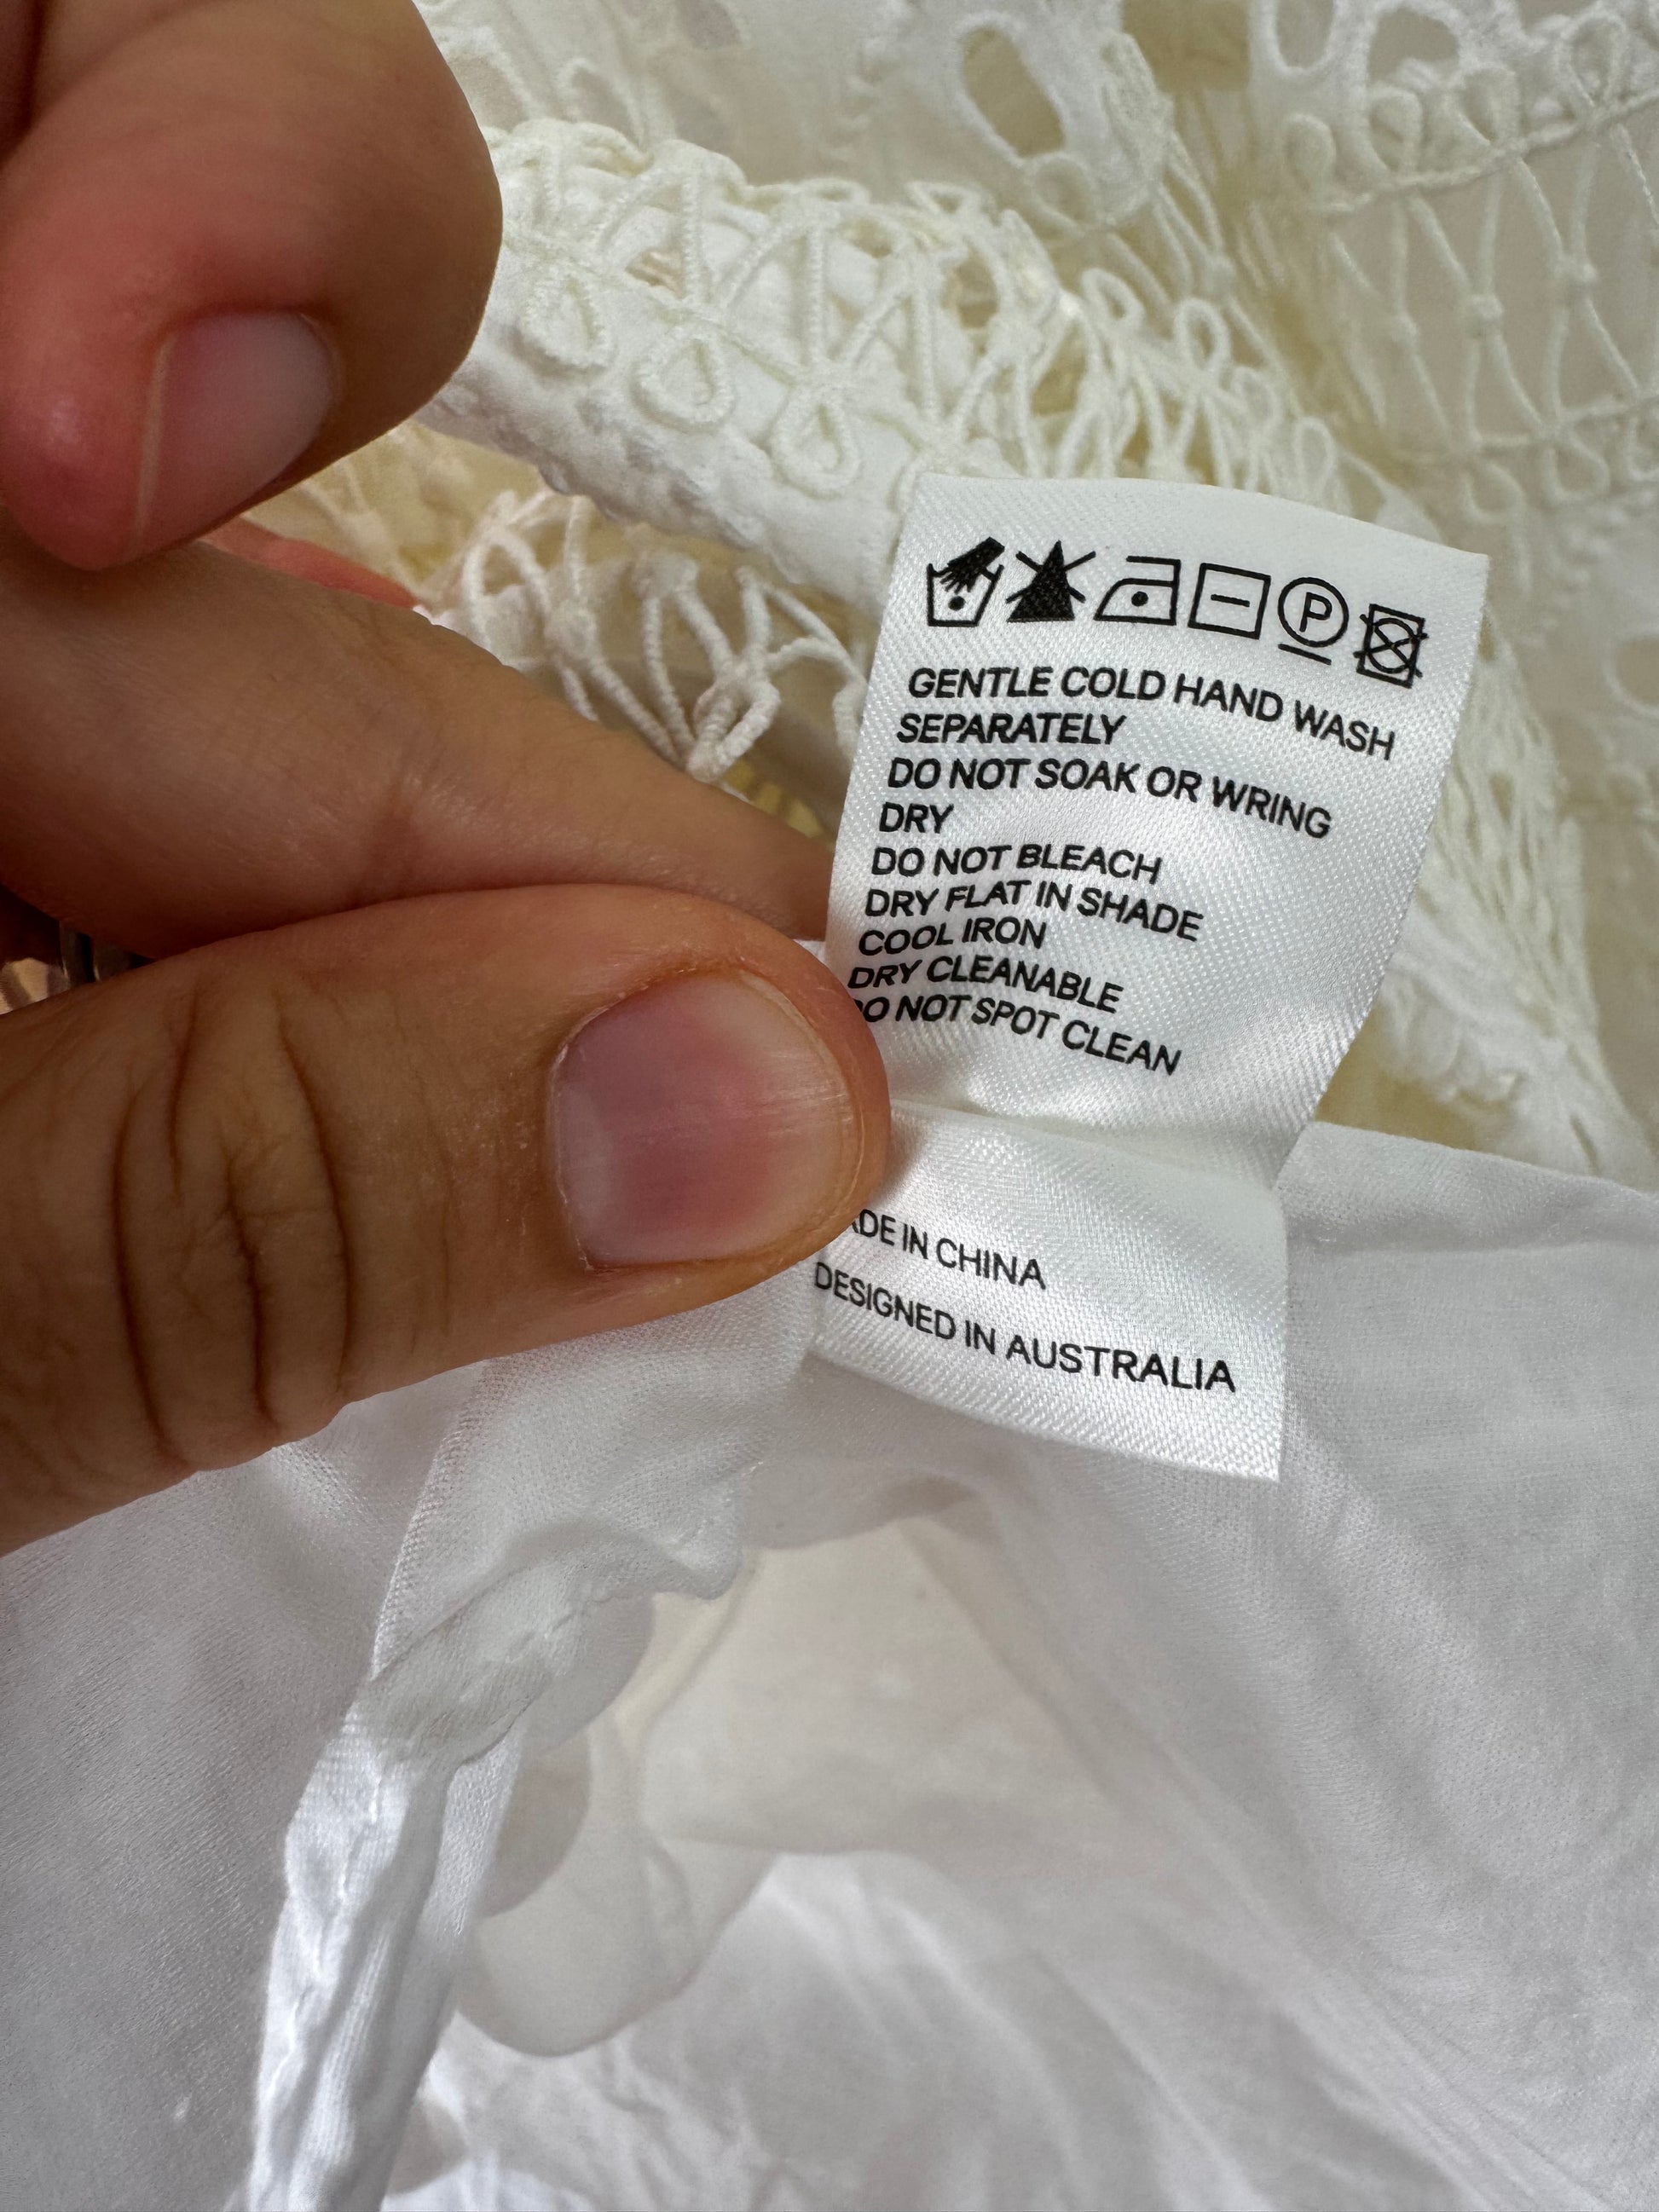 P
GENTLE COLD HAND WASH
SEPARATELY
DO NOT SOAK OR WRING
DRY
DO NOT BLEACH
DRY FLAT IN SHADE
COOL IRON
DRY CLEANABLE
DO NOT SPOT CLEAN
ADE IN CHINA
DESIGNED IN AUSTRALIA